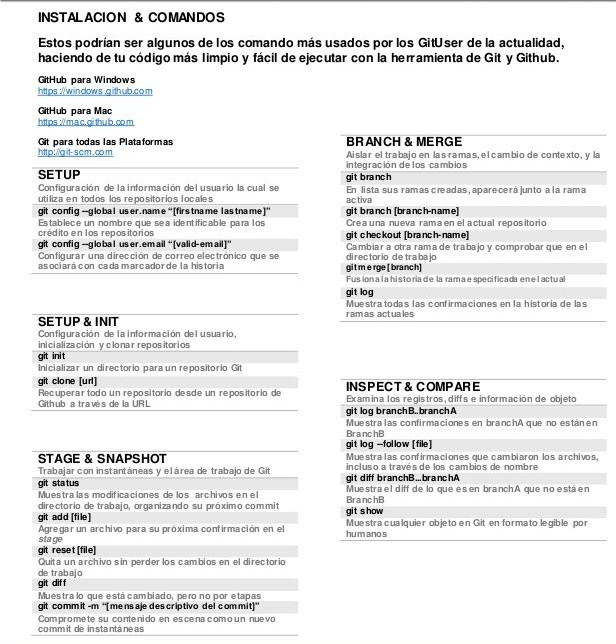 INSTALACION & COMANDOS
Estos podrían ser algunos de los comando más usados por los GitUser de la actualidad,
haciendo de tu código más limpio y fácil de ejecutar con la herramienta de Git y Github.
GitHub para Windows
https://windows.github.com
GitHub para Mac
https://mac.github.com
Git para todas las Plataformas
http://git-scm.com
SETUP
Configuración de la información del usuario la cual se
utiliza en todos los repositorios locales
git config --global user.name “[firstname lastname]”
Establece un nombre que sea identificable para los
crédito en los repositorios
git config --global user.email “[valid-email]”
Configurar una dirección de correo electrónico que se
asociará con cada marcador de la historia
SETUP & INIT
Configuración de la información del usuario,
inicialización y clonar repositorios
git init
Inicializar un directorio para un repositorio Git
git clone [url]
Recuperar todo un repositorio desde un repositorio de
Github a través de la URL
STAGE & SNAPSHOT
Trabajar con instantáneas y el área de trabajo de Git
git status
Muestra las modificaciones de los archivos en el
directorio de trabajo, organizando su próximo commit
git add [file]
Agregar un archivo para su próxima confirmación en el
stage
git reset [file]
Quita un archivo sin perder los cambios en el directorio
de trabajo
git diff
Muestra lo que está cambiado, pero no por etapas
git commit -m “[mensaje descriptivo del commit]”
Compromete su contenido en escena como un nuevo
commit de instantáneas
BRANCH & MERGE
Aislar el trabajo en las ramas, el cambio de contexto, y la
integración de los cambios
git branch
En lista sus ramas creadas, aparecerá junto a la rama
activa
git branch [branch-name]
Crea una nueva rama en el actual repositorio
git checkout [branch-name]
Cambiar a otra rama de trabajo y comprobar que en el
directorio de trabajo
git merge [branch]
Fusiona la historia de la rama especificada en el actual
git log
Muestra todas las confirmaciones en la historia de las
ramas actuales
INSPECT & COMPARE
Examina los registros, diffs e información de objeto
git log branchB..branchA
Muestra las confirmaciones en branchA que no están en
BranchB
git log --follow [file]
Muestra las confirmaciones que cambiaron los archivos,
incluso a través de los cambios de nombre
git diff branchB...branchA
Muestra el diff de lo que es en branchA que no está en
BranchB
git show
Muestra cualquier objeto en Git en formato legible por
humanos